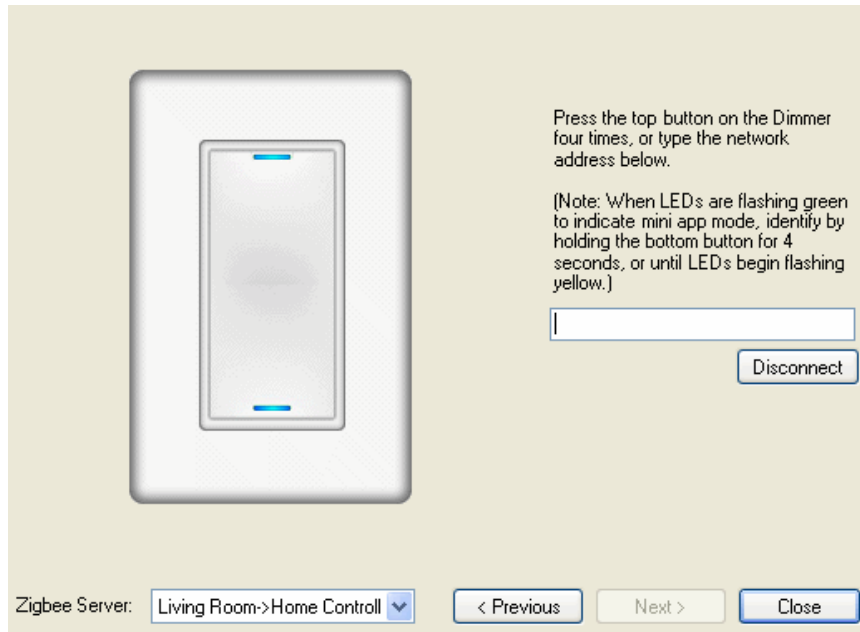 Press the top button on the Dimmer
four times, or type the network
address below.
(Note: When LEDs are flashing green
to indicate mini app mode, identify by
holding the bottom button for 4
seconds, or until LEDs begin flashing
yellow.)
Disconnect
Zigbee Server:
Living Room->Home Controll
< Previous
Next >
Close